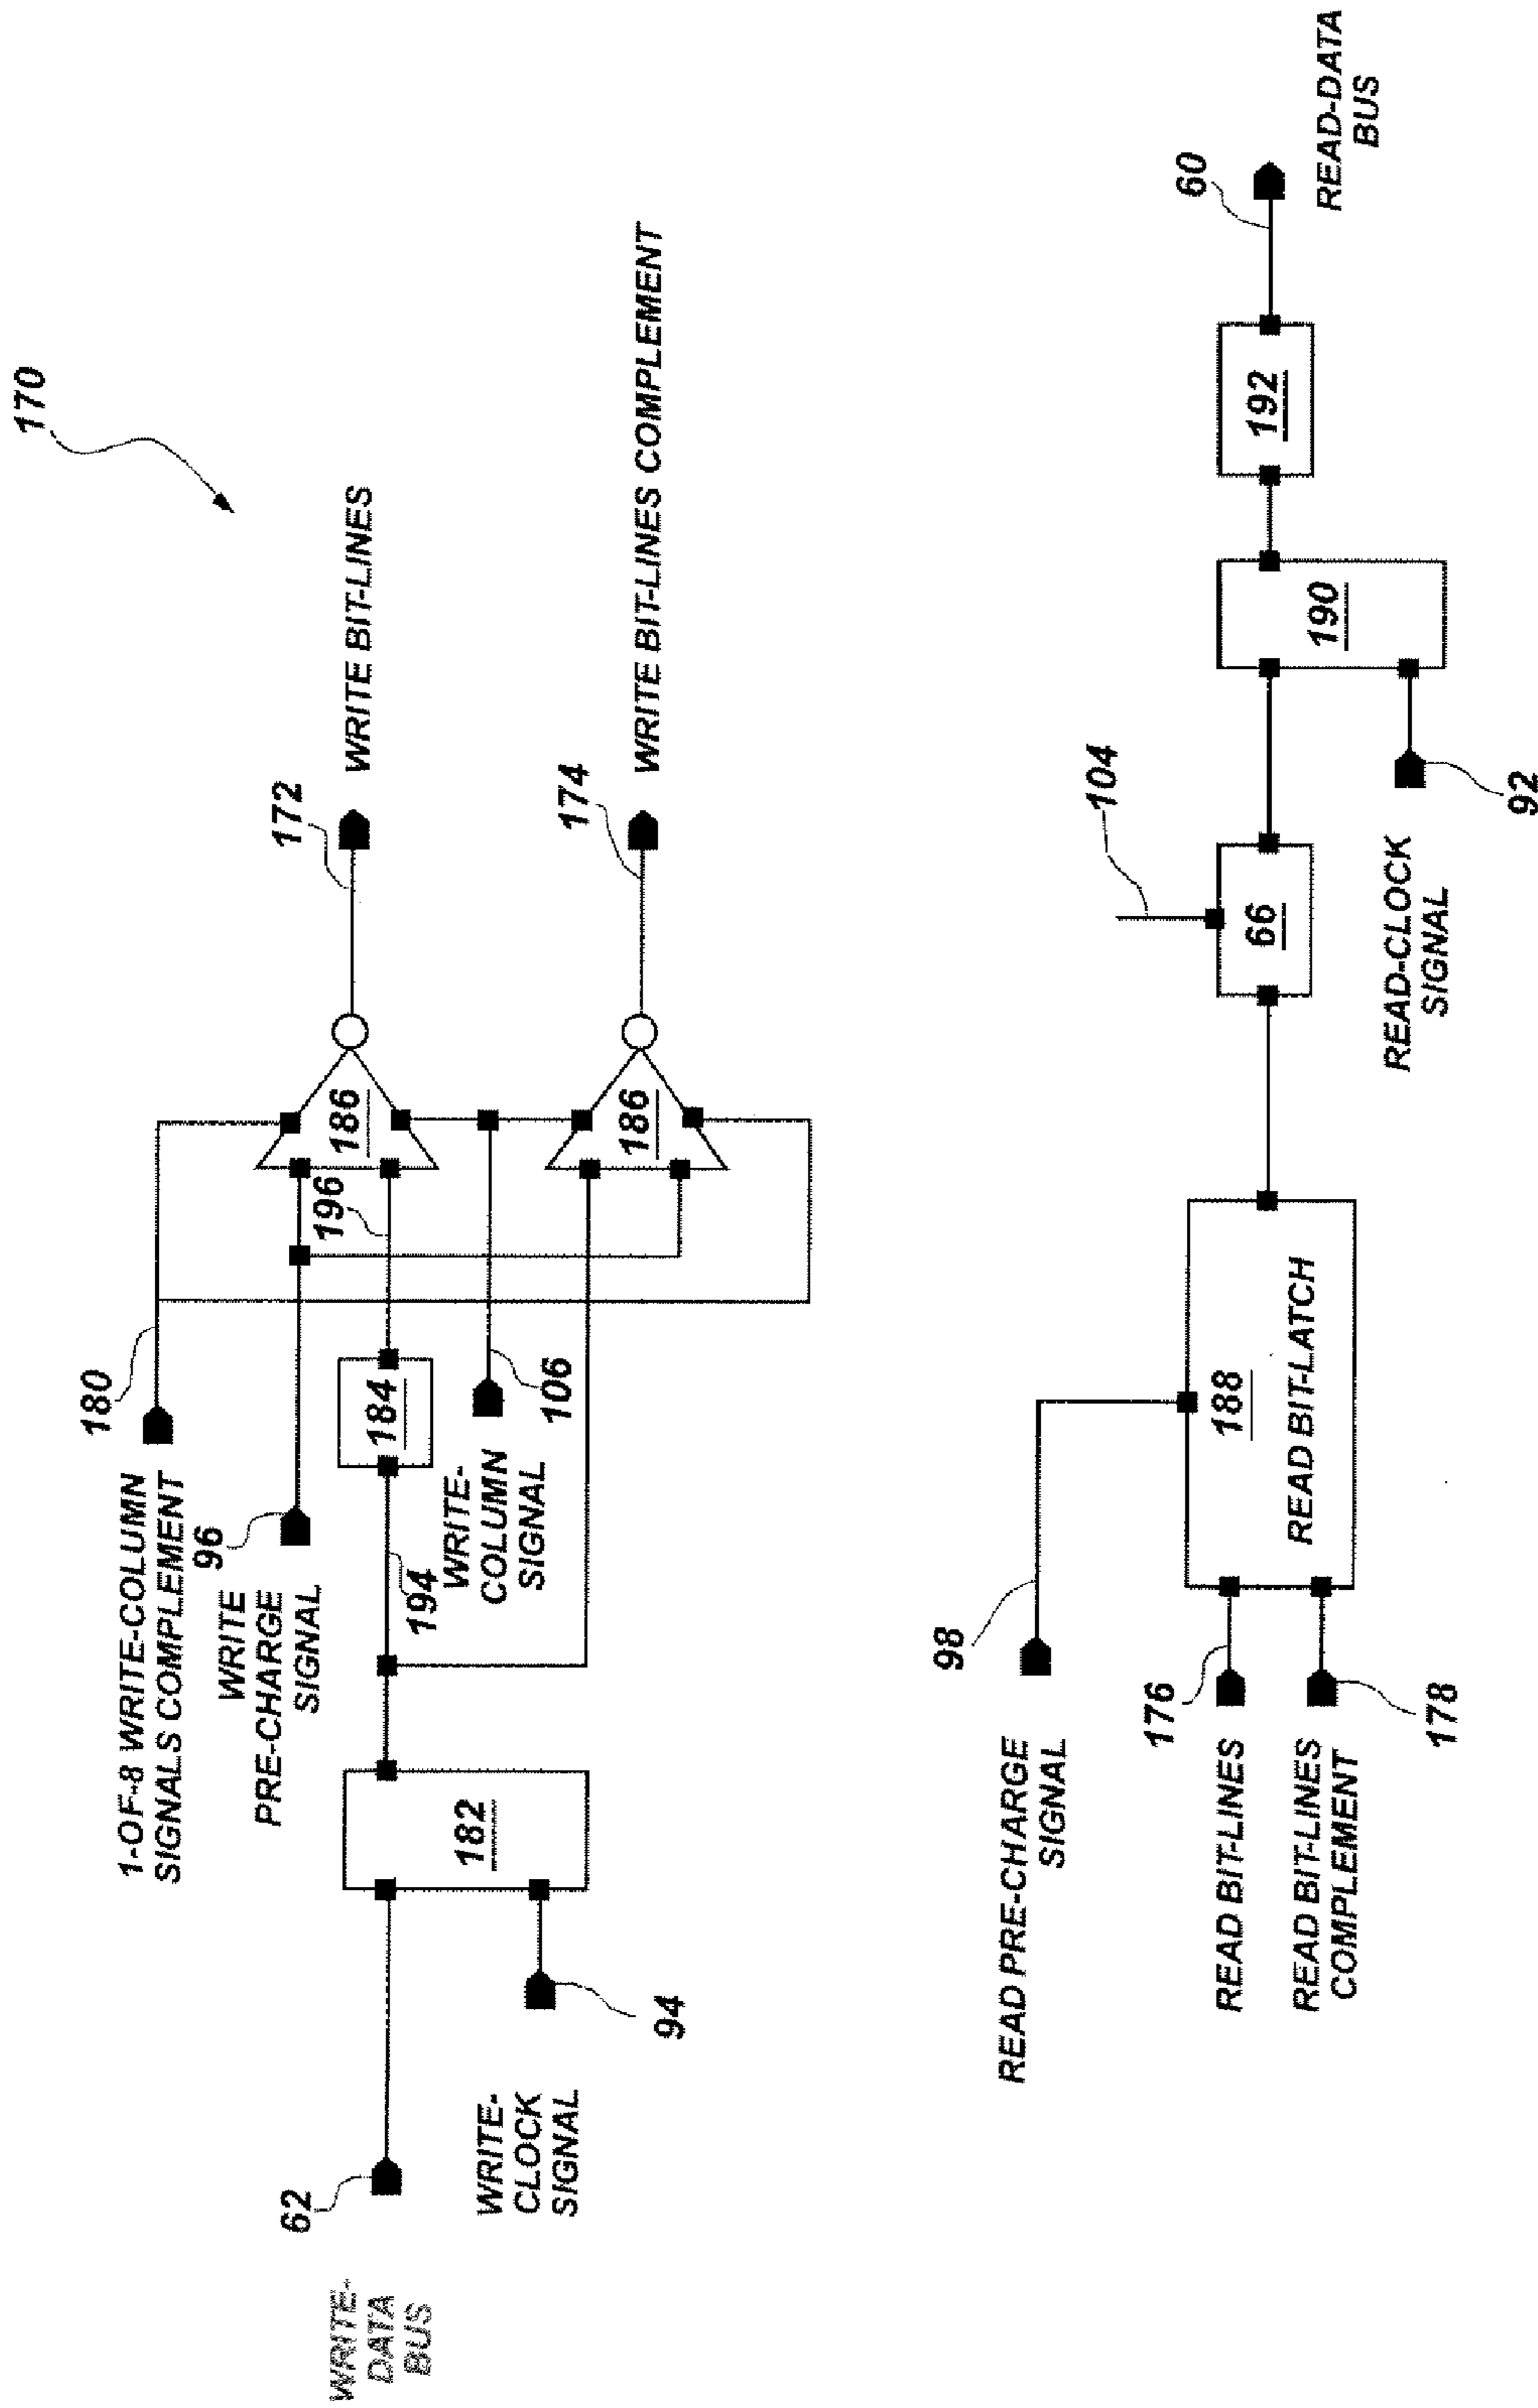 170
180
1-OF-8 WRITE-COLUMN
SIGNALS COMPLEMENT
96
WRITE
PRE-CHARGE
SIGNAL
62
WRITE-
DATA
BUS
182
194
184
196
186
172
WRITE BIT-LINES
WRITE-
CLOCK
SIGNAL
94
WRITE-
COLUMN
SIGNAL
106
186
174
WRITE BIT-LINES COMPLEMENT
READ PRE-CHARGE
SIGNAL
98
READ BIT-LINES
176
READ BIT-LINES
COMPLEMENT
178
188
READ BIT-LATCH
66
104
READ-CLOCK
SIGNAL
92
190
192
60
READ-DATA
BUS